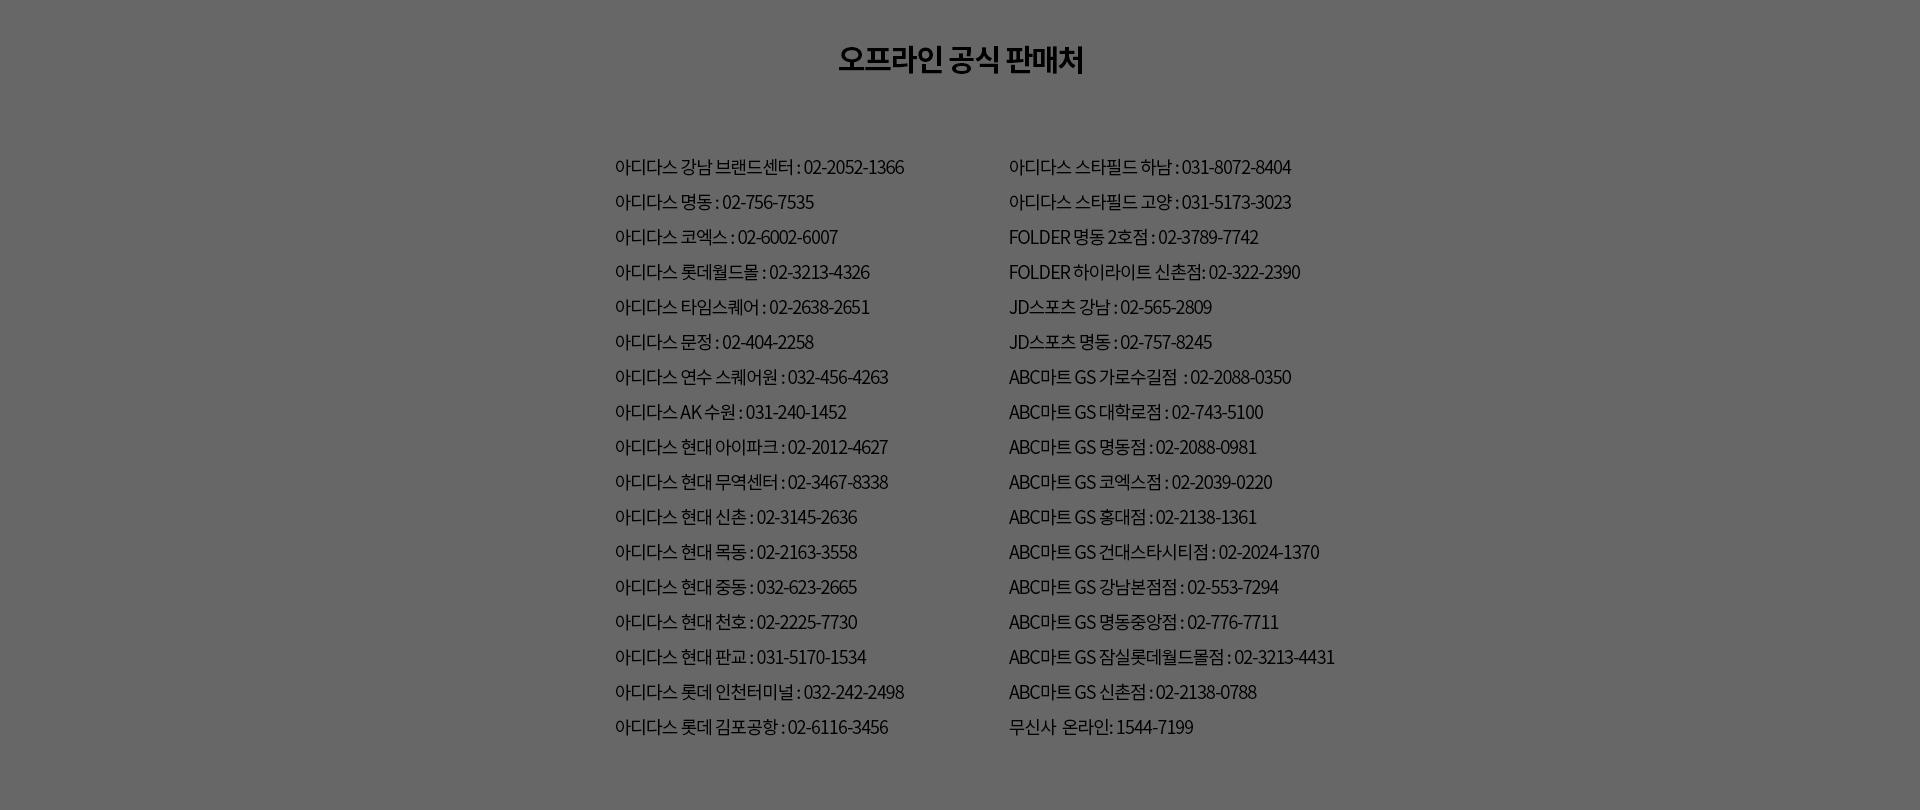 오프라인 공식 판매처
아디다스 강남 브랜드센터 : 02-2052-1366
아디다스 명동 : 02-756-7535
아디다스 코엑스 : 02-6002-6007
아디다스 롯데월드몰 : 02-3213-4326
아디다스 타임스퀘어 : 02-2638-2651
아디다스 문정 : 02-404-2258
아디다스 연수 스퀘어원 : 032-456-4263
아디다스 AK 수원 : 031-240-1452
아디다스 현대 아이파크 : 02-2012-4627
아디다스 현대 무역센터 : 02-3467-8338
아디다스 현대 신촌 : 02-3145-2636
아디다스 현대 목동 : 02-2163-3558
아디다스 현대 중동 : 032-623-2665
아디다스 현대 천호 : 02-2225-7730
아디다스 현대 판교 : 031-5170-1534
아디다스 롯데 인천터미널 : 032-242-2498
아디다스 롯데 김포공항 : 02-6116-3456
아디다스 스타필드 하남 : 031-8072-8404
아디다스 스타필드 고양 : 031-5173-3023
FOLDER 명동 2호점 : 02-3789-7742
FOLDER 하이라이트 신촌점: 02-322-2390
JD스포츠 강남 : 02-565-2809
JD스포츠 명동 : 02-757-8245
ABC마트 GS 가로수길점 : 02-2088-0350
ABC마트 GS 대학로점 : 02-743-5100
ABC마트 GS 명동점 : 02-2088-0981
ABC마트 GS 코엑스점 : 02-2039-0220
ABC마트 GS 홍대점 : 02-2138-1361
ABC마트 GS 건대스타시티점 : 02-2024-1370
ABC마트 GS 강남본점점 : 02-553-7294
ABC마트 GS 명동중앙점 : 02-776-7711
ABC마트 GS 잠실롯데월드몰점 : 02-3213-4431
ABC마트 GS 신촌점 : 02-2138-0788
무신사 온라인: 1544-7199